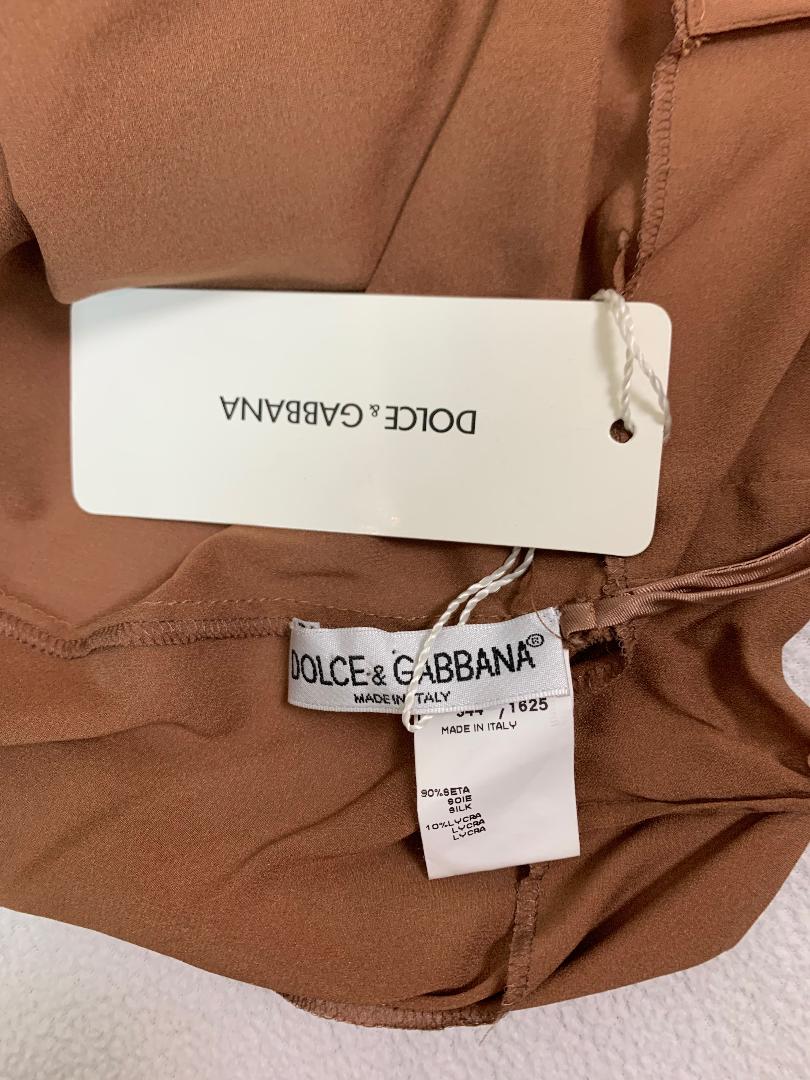 DOLCE & GABBANA
DOLCE & GABBANA®
MADE IN ITALY
/1625
MADE IN ITALY
90%SETA
SOIE
SILK
10%LYCRA
LYCRA
LYCRA